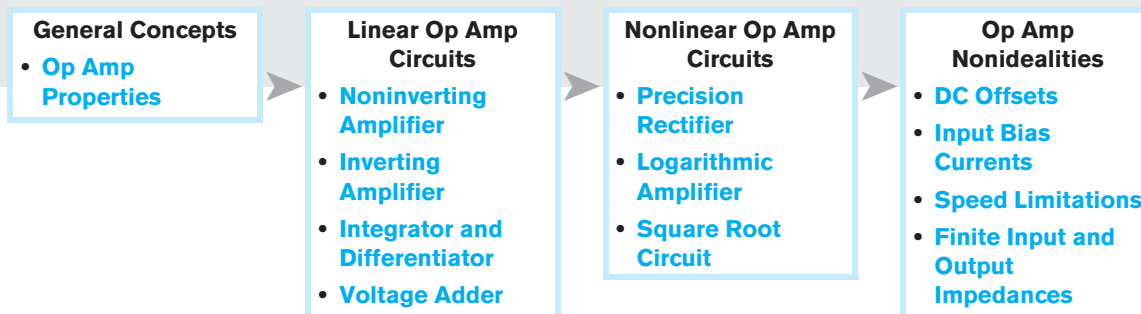 General Concepts
• Op Amp
Properties
Linear Op Amp
Circuits
• Noninverting
Amplifier
• Inverting
Amplifier
• Integrator and
Differentiator
• Voltage Adder
Nonlinear Op Amp
Circuits
• Precision
Rectifier
• Logarithmic
Amplifier
• Square Root
Circuit
Op Amp
Nonidealities
• DC Offsets
• Input Bias
Currents
• Speed Limitations
• Finite Input and
Output
Impedances